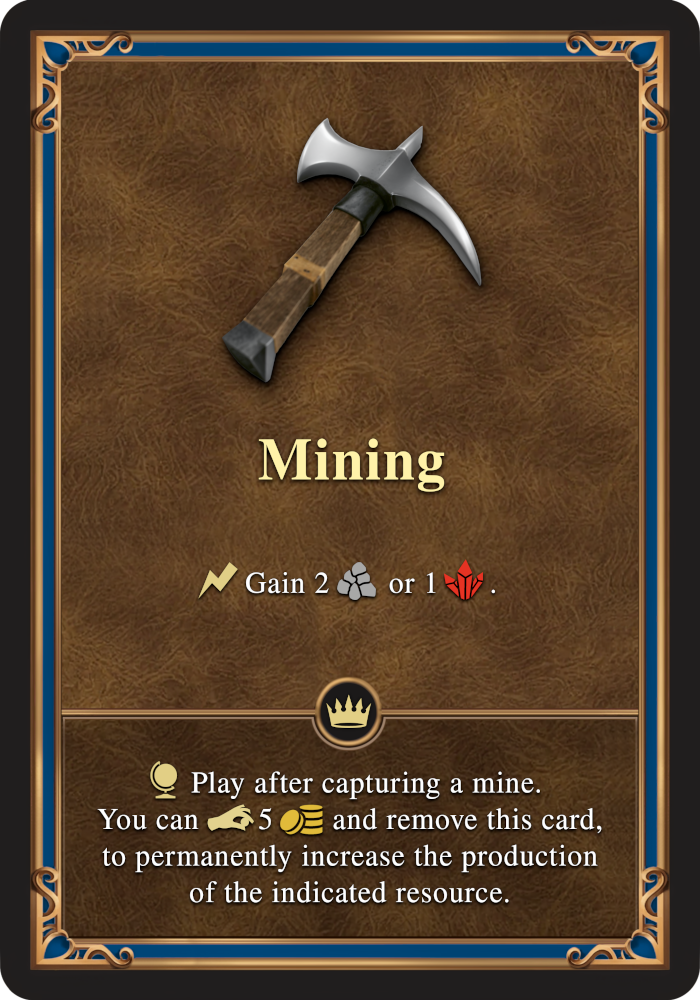 Mining
Gain 2 or 1 .
Play after capturing a mine.
You can 5 and remove this card,
to permanently increase the production
of the indicated resource.